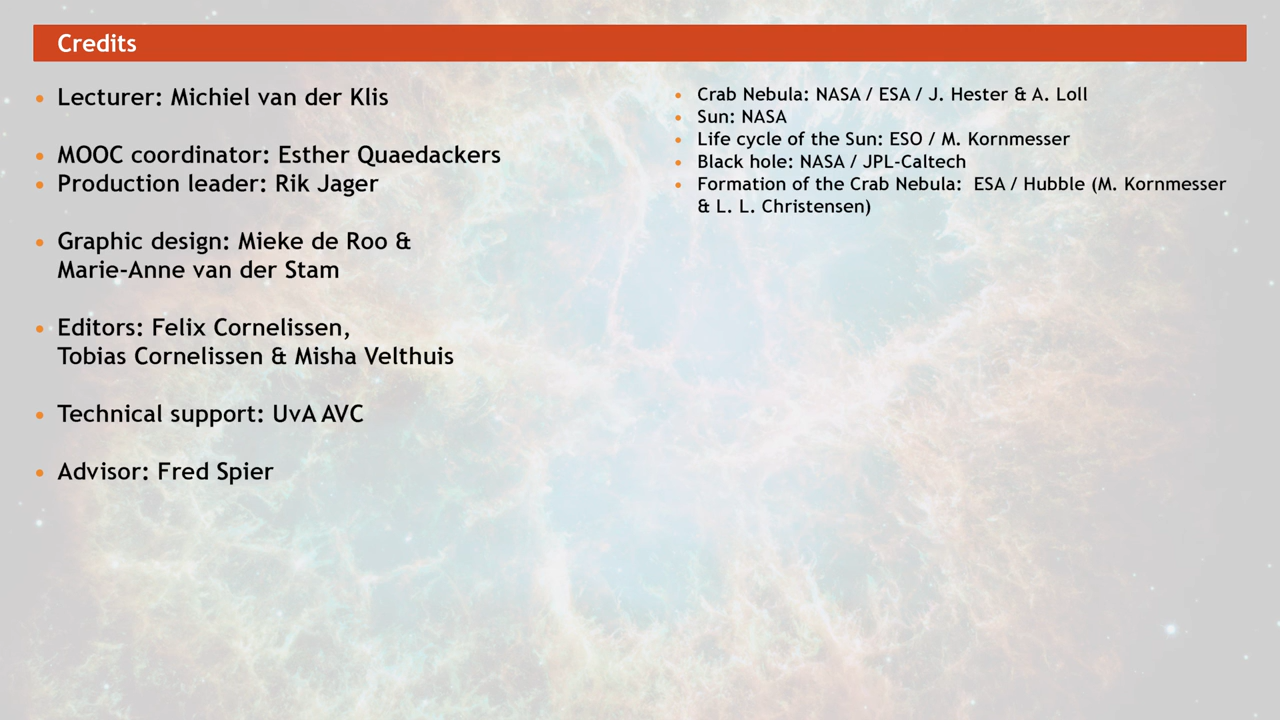 Credits
Lecturer: Michiel van der Klis
MOOC coordinator: Esther Quaedackers
Production leader: Rik Jager
Graphic design: Mieke de Roo &
Marie-Anne van der Stam
Editors: Felix Cornelissen,
Tobias Cornelissen & Misha Velthuis
Technical support: UvA AVC
Advisor: Fred Spier
Crab Nebula: NASA / ESA / J. Hester & A. Loll
Sun: NASA
Life cycle of the Sun: ESO / M. Kornmesser
Black hole: NASA / JPL-Caltech
Formation of the Crab Nebula:  ESA / Hubble (M. Kornmesser
& L. L. Christensen)